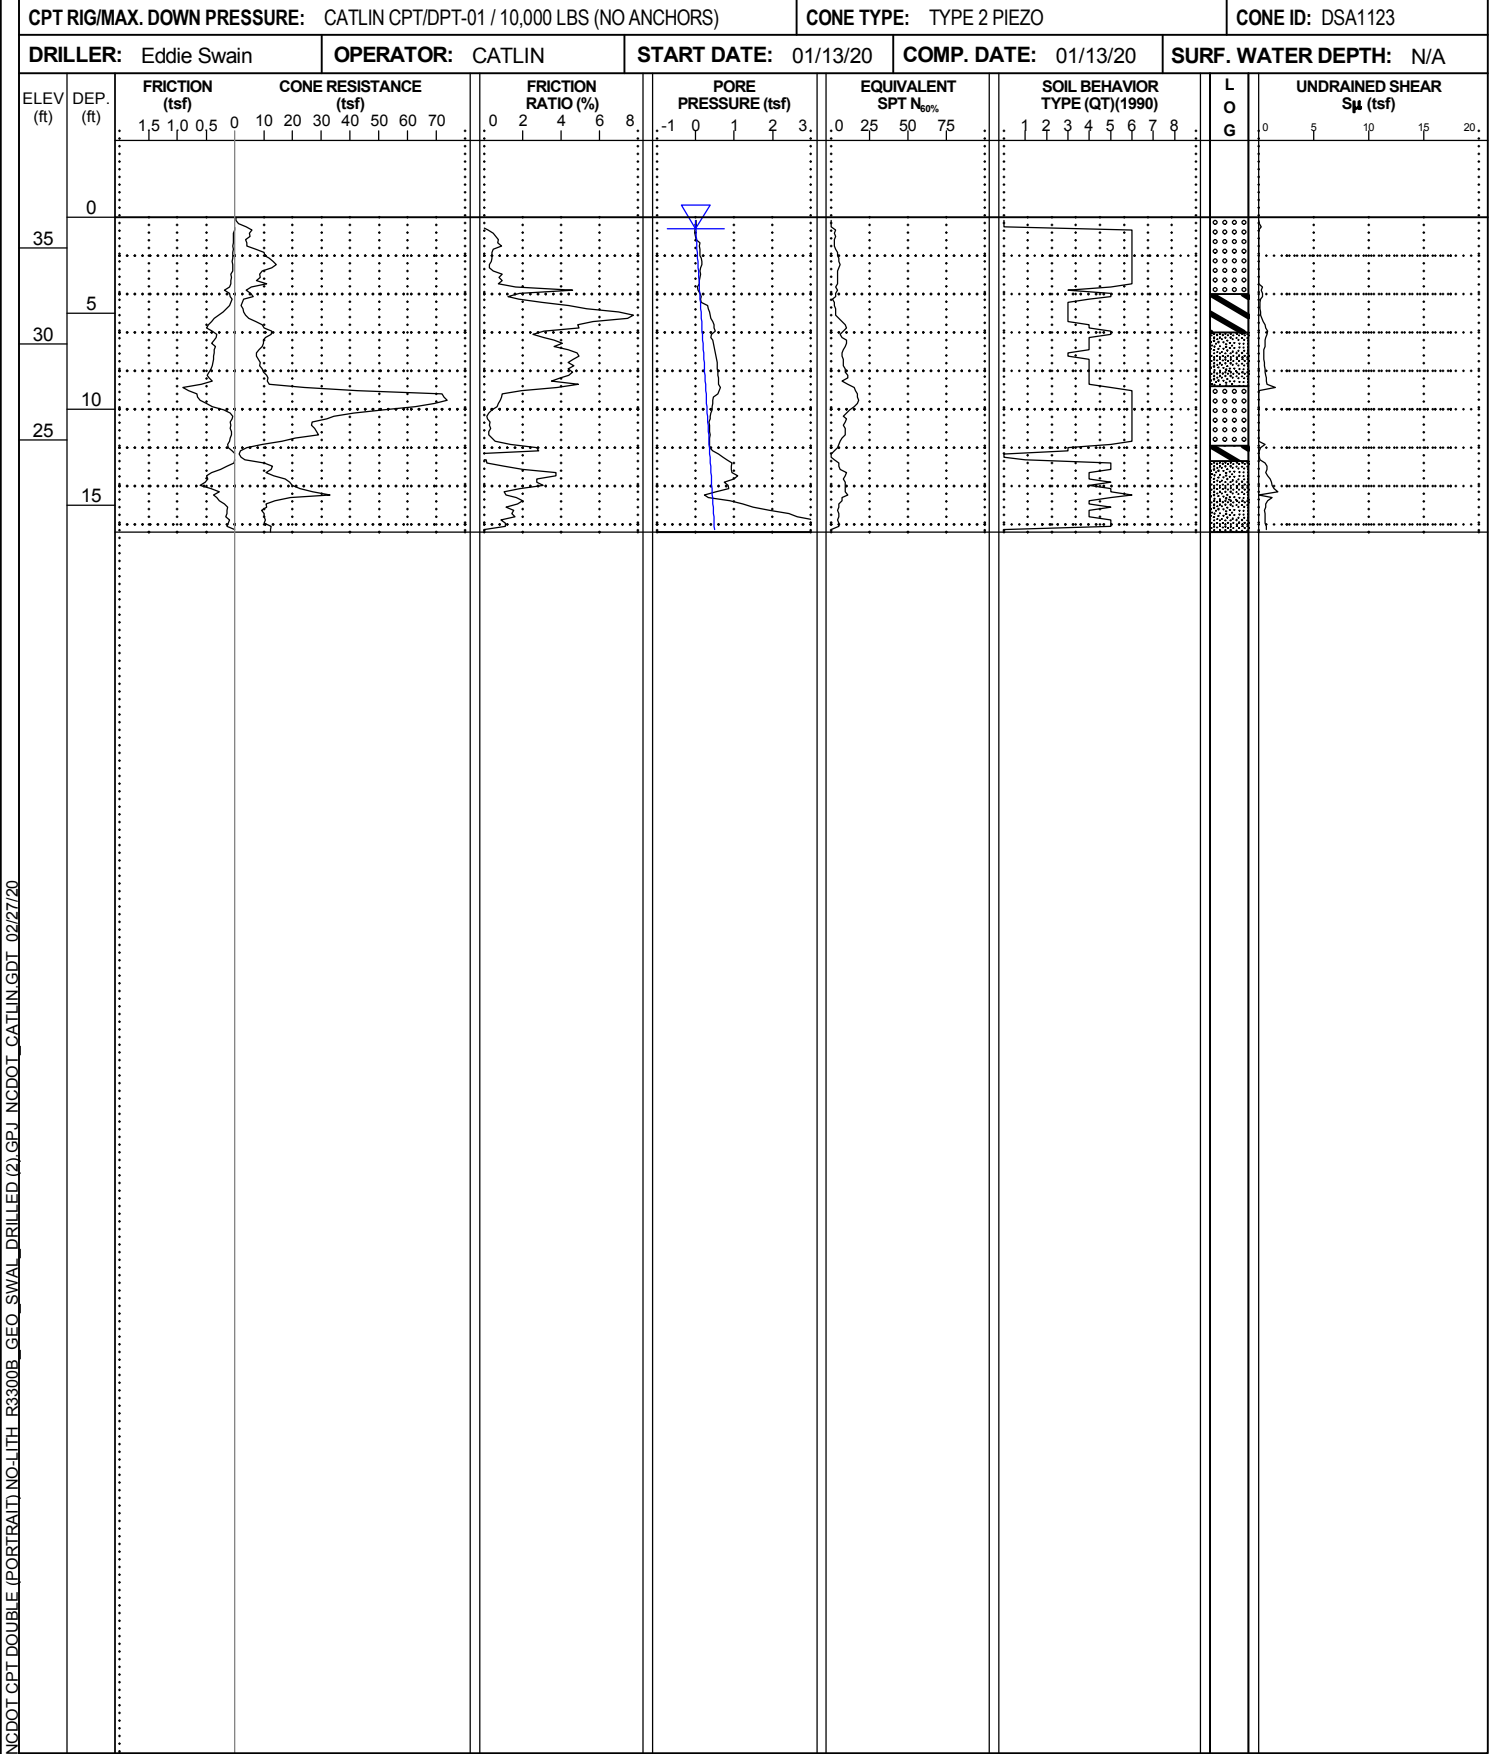 CPT RIG/MAX. DOWN PRESSURE: CATLIN CPT/DPT-01 / 10,000 LBS (NO ANCHORS) CONE TYPE: TYPE 2 PIEZO CONE ID: DSA1123
DRILLER: Eddie Swain OPERATOR: CATLIN START DATE: 01/13/20 COMP. DATE: 01/13/20 SURF. WATER DEPTH: N/A
ELEV (ft)
DEP. (ft)
FRICTION (tsf)
1.5 1.0 0.5 0
CONE RESISTANCE (tsf)
10 20 30 40 50 60 70
FRICTION RATIO (%)
0 2 4 6 8
PORE PRESSURE (tsf)
-1 0 1 2 3
EQUIVALENT SPT N60%
0 25 50 75
SOIL BEHAVIOR TYPE (QT)(1990)
1 2 3 4 5 6 7 8
L
O
G
UNDRAINED SHEAR
Sμ (tsf)
0 5 10 15 20
0
35
5
30
10
25
15
NCDOT CPT DOUBLE (PORTRAIT) NO-LITH R3300B_GEO_SWAL_DRILLED (2).GPJ NCDOT_CATLIN.GDT 02/27/20